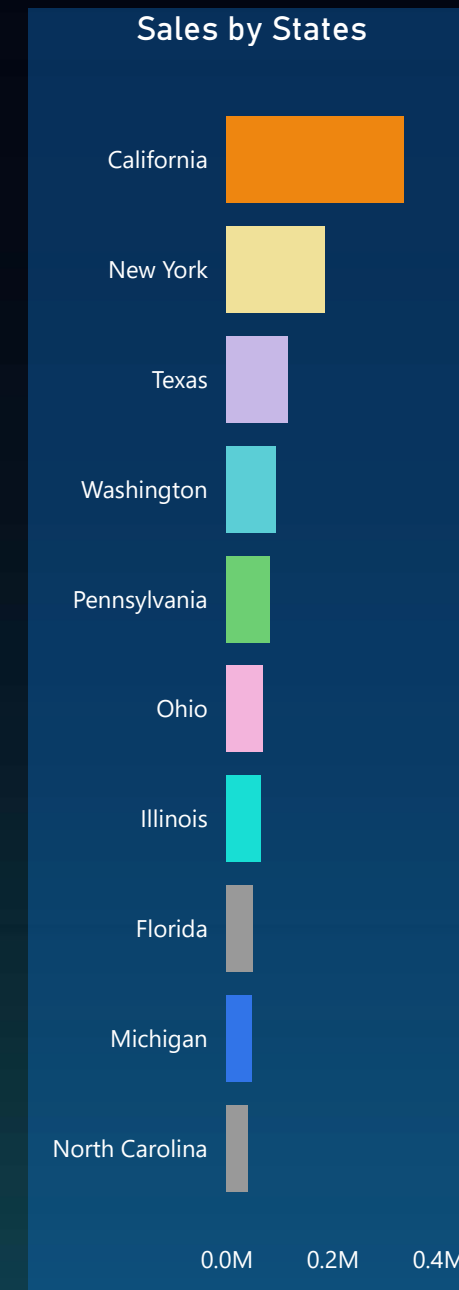 Sales by States
California
New York
Texas
Washington
Pennsylvania
Ohio
Illinois
Florida
Michigan
North Carolina
0.0M 0.2M 0.4M